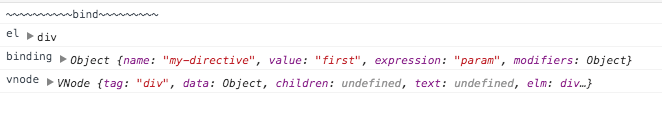 ~~~~~~~~~~bind~~~~~~~~~
el ▶div
binding ▶Object {name: "my-directive", value: "first", expression: "param", modifiers: Object}
vnode ▶VNode {tag: "div", data: Object, children: undefined, text: undefined, elm: div…}